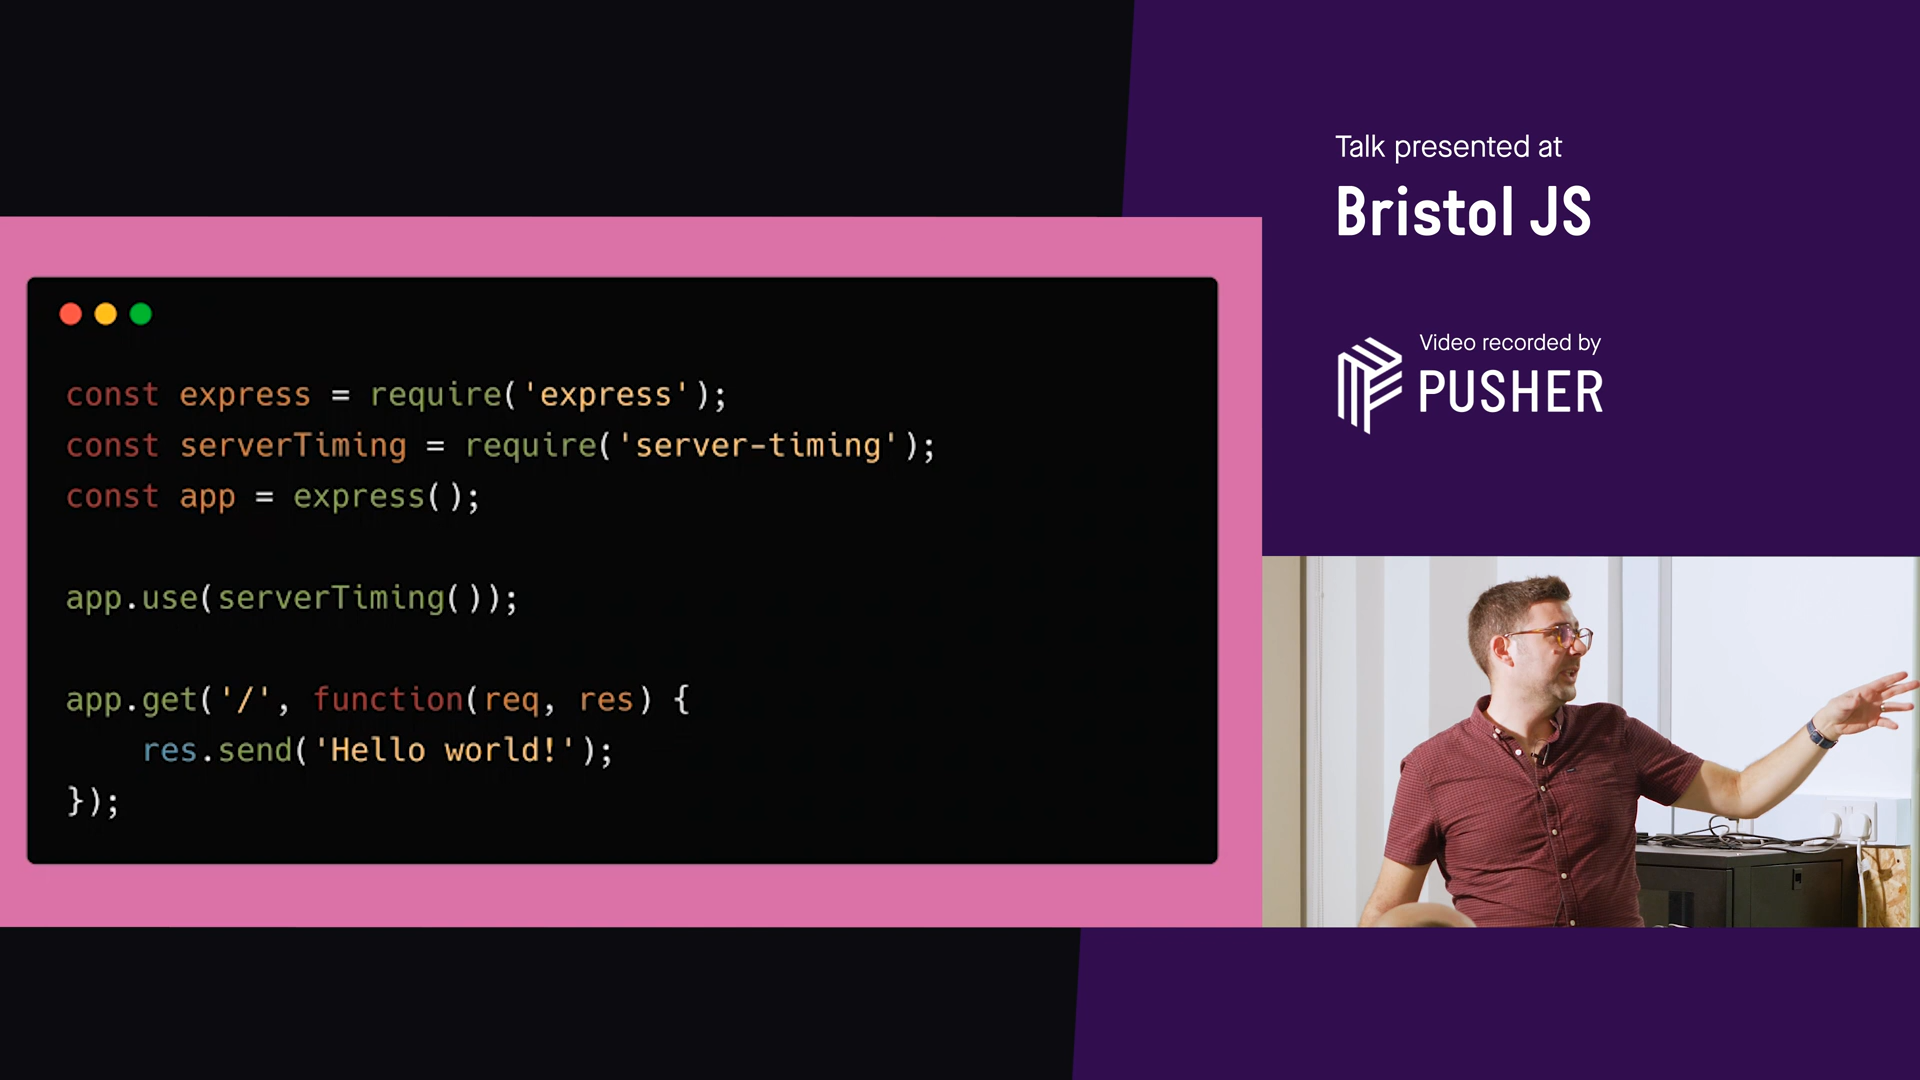 const express = require('express');
const serverTiming = require('server-timing');
const app = express();
app.use(serverTiming());
app.get('/', function(req, res) {
    res.send('Hello world!');
});
Talk presented at
Bristol JS
Video recorded by
PUSHER